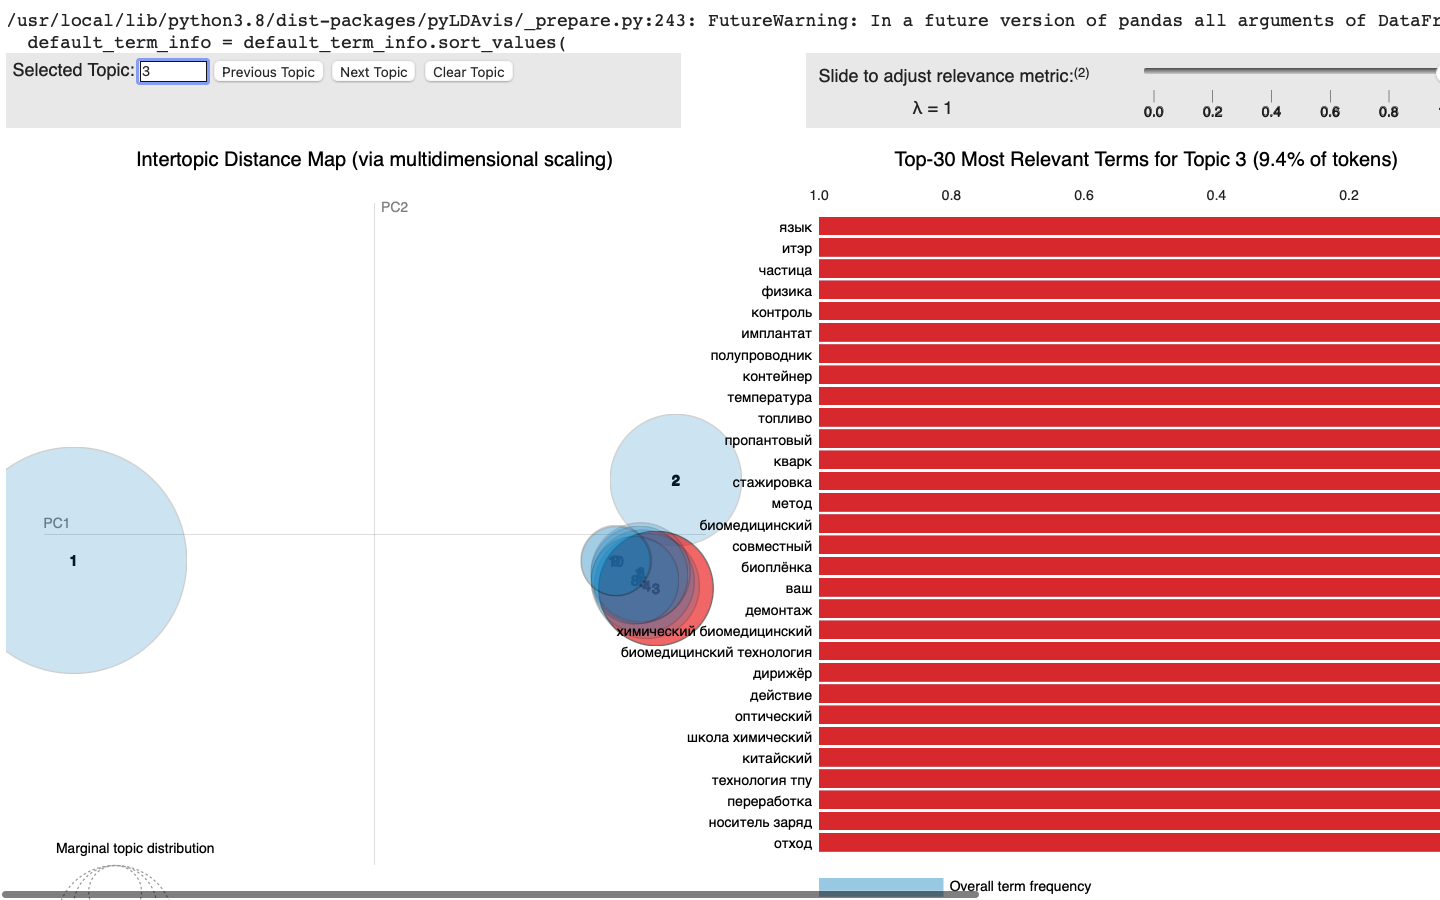 /usr/local/lib/python3.8/dist-packages/pyLDAvis/_prepare.py:243: FutureWarning: In a future version of pandas all arguments of DataFr
default_term_info = default_term_info.sort_values(
Selected Topic: 3 Previous Topic Next Topic Clear Topic
Slide to adjust relevance metric:(2)
λ = 1
0.0 0.2 0.4 0.6 0.8
Intertopic Distance Map (via multidimensional scaling)
PC2
PC1
1
2
3
Marginal topic distribution
Top-30 Most Relevant Terms for Topic 3 (9.4% of tokens)
1.0 0.8 0.6 0.4 0.2
язык
итэр
частица
физика
контроль
имплантат
полупроводник
контейнер
температура
топливо
пропантовый
кварк
стажировка
метод
биомедицинский
совместный
биоплёнка
ваш
демонтаж
химический биомедицинский
биомедицинский технология
дирижёр
действие
оптический
школа химический
китайский
технология тпу
переработка
носитель заряд
отход
Overall term frequency